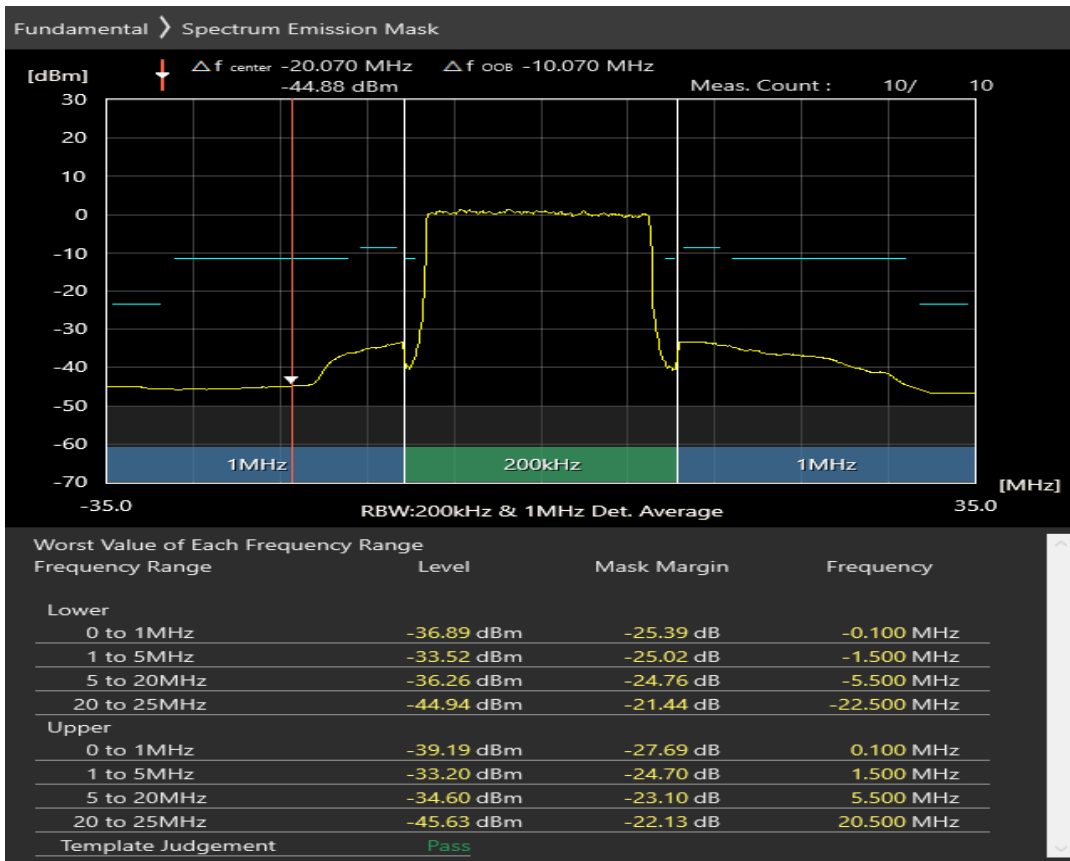 Fundamental ❯ Spectrum Emission Mask
△f center -20.070 MHz △f OOB -10.070 MHz
[dBm] -44.88 dBm Meas. Count : 10/ 10
30
20
10
0
-10
-20
-30
-40
-50
-60
1MHz 200kHz 1MHz
-70 [MHz]
-35.0 RBW:200kHz & 1MHz Det. Average 35.0
Worst Value of Each Frequency Range
Frequency Range Level Mask Margin Frequency
Lower
0 to 1MHz -36.89 dBm -25.39 dB -0.100 MHz
1 to 5MHz -33.52 dBm -25.02 dB -1.500 MHz
5 to 20MHz -36.26 dBm -24.76 dB -5.500 MHz
20 to 25MHz -44.94 dBm -21.44 dB -22.500 MHz
Upper
0 to 1MHz -39.19 dBm -27.69 dB 0.100 MHz
1 to 5MHz -33.20 dBm -24.70 dB 1.500 MHz
5 to 20MHz -34.60 dBm -23.10 dB 5.500 MHz
20 to 25MHz -45.63 dBm -22.13 dB 20.500 MHz
Template Judgement Pass